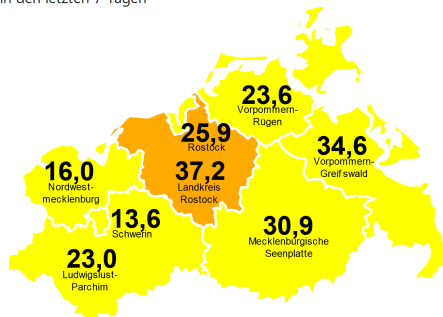 in den letzten 7 Tagen
23,6
Vorpommern-
Rügen
25,9
Rostock
34,6
Vorpommern-
Greifswald
16,0
Nordwest-
mecklenburg
37,2
Landkreis
Rostock
13,6
Schwerin
30,9
Mecklenburgische
Seenplatte
23,0
Ludwigslust-
Parchim